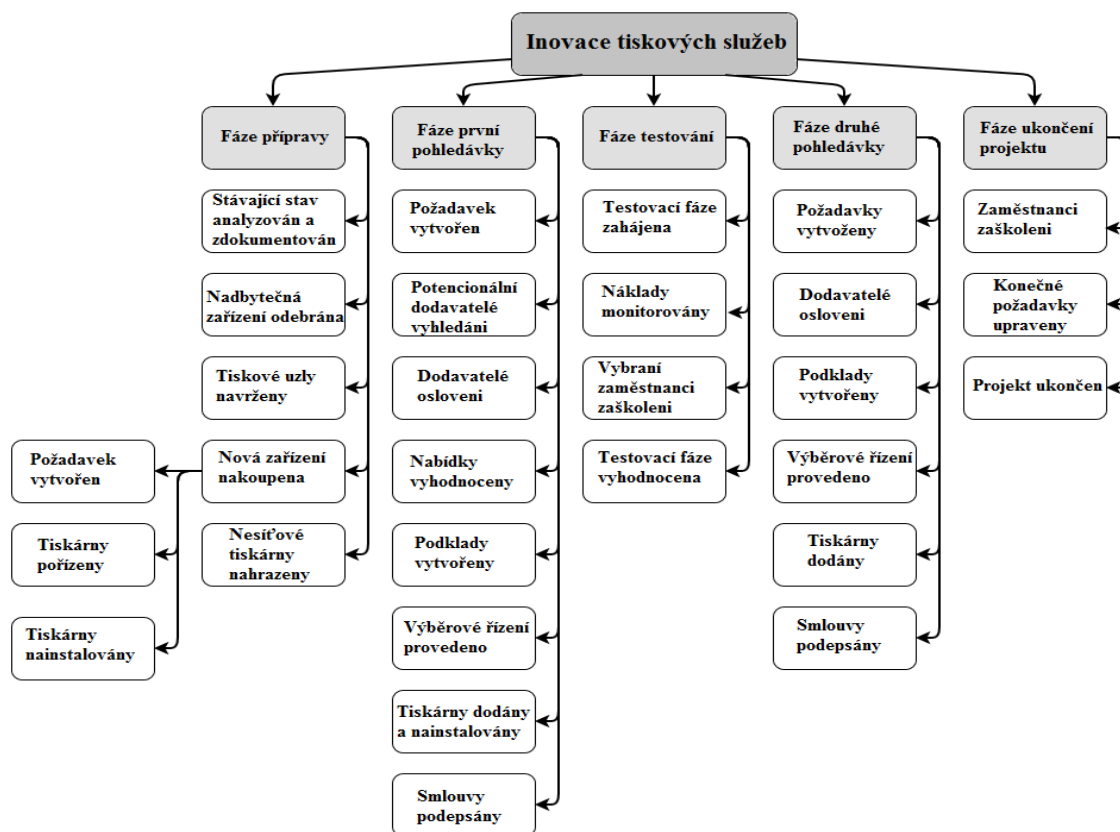 Inovace tiskových služeb
Fáze přípravy
Stávající stav
analyzován a
zdokumentován
Nadbytečná
zařízení odebrána
Tiskové uzly
navrženy
Nová zařízení
nakoupena
Požadavek
vytvořen
Tiskárny
pořízeny
Tiskárny
nainstalovány
Nesíťové
tiskárny
nahrazeny
Fáze první
pohledávky
Požadavek
vytvořen
Potencionální
dodavatelé
vyhledáni
Dodavatelé
osloveni
Nabídky
vyhodnoceny
Podklady
vytvořeny
Výběrové řízení
provedeno
Tiskárny dodány
a nainstalovány
Smlouvy
podepsány
Fáze testování
Testovací fáze
zahájena
Náklady
monitorovány
Vybraní
zaměstnanci
zaškoleni
Testovací fáze
vyhodnocena
Fáze druhé
pohledávky
Požadavky
vytvoženy
Dodavatelé
osloveni
Podklady
vytvořeny
Výběrové řízení
provedeno
Tiskárny
dodány
Smlouvy
podepsány
Fáze ukončení
projektu
Zaměstnanci
zaškoleni
Konečné
požadavky
upraveny
Projekt ukončen